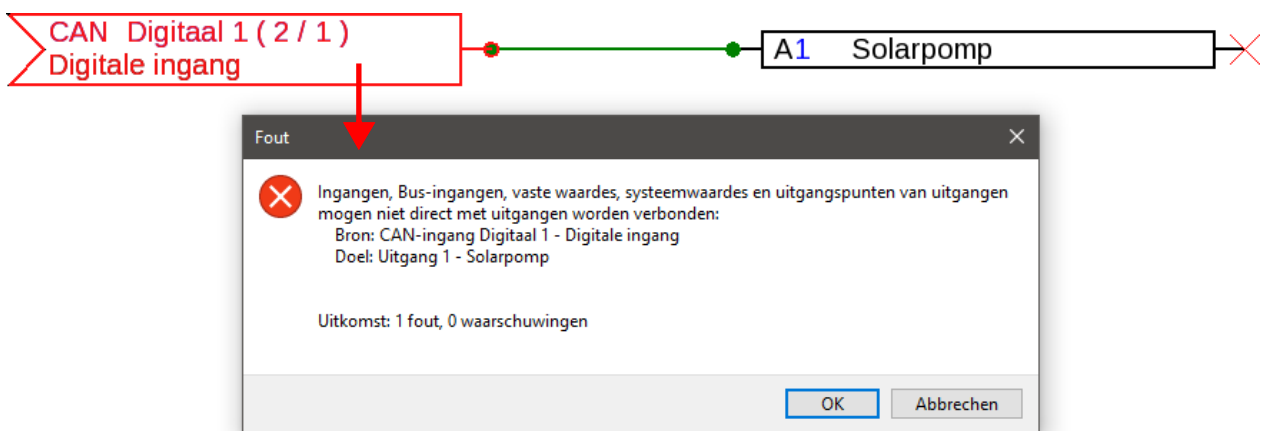 CAN Digitaal 1 ( 2 / 1 )
Digitale ingang
A1 Solarpomp
Fout
Ingangen, Bus-ingangen, vaste waardes, systeemwaardes en uitgangspunten van uitgangen
mogen niet direct met uitgangen worden verbonden:
Bron: CAN-ingang Digitaal 1 - Digitale ingang
Doel: Uitgang 1 - Solarpomp
Uitkomst: 1 fout, 0 waarschuwingen
OK Abbrechen